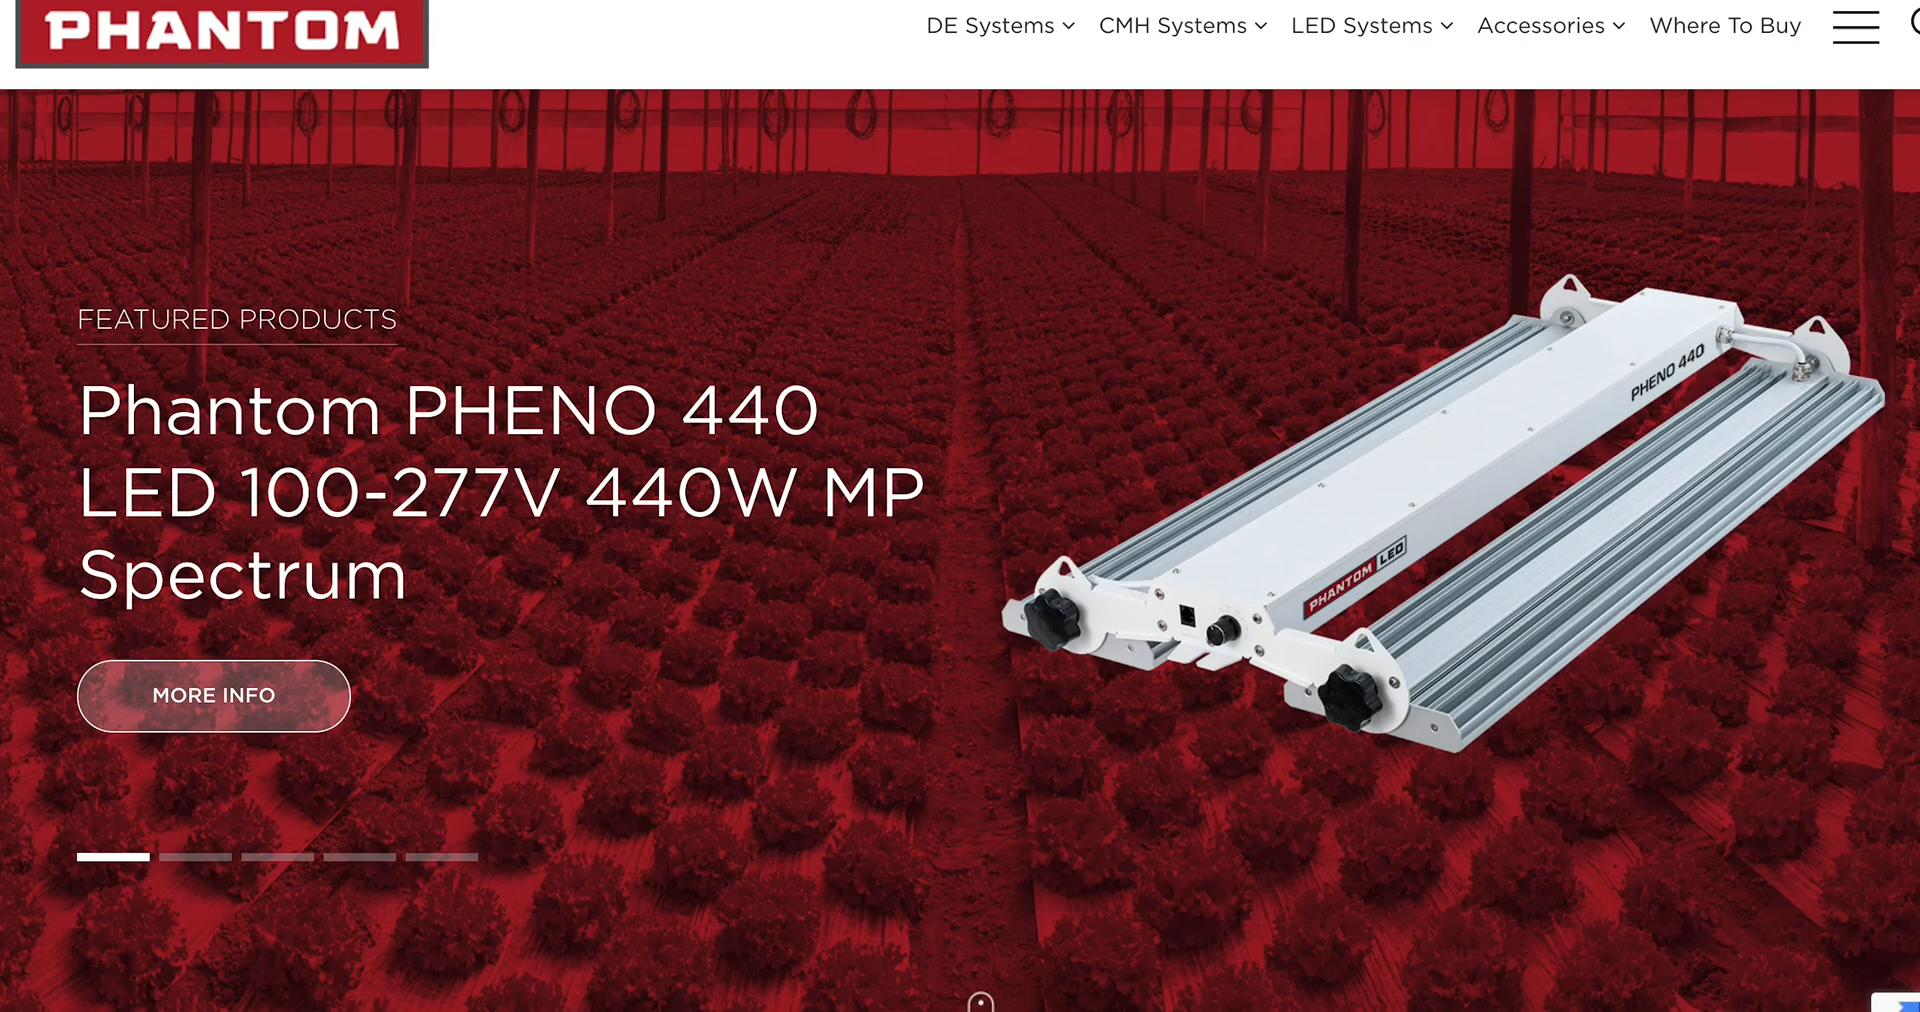 PHANTOM
DE Systems
CMH Systems
LED Systems
Accessories
Where To Buy
FEATURED PRODUCTS
Phantom PHENO 440
LED 100-277V 440W MP
Spectrum
MORE INFO
PHENO 440
PHANTOM LED